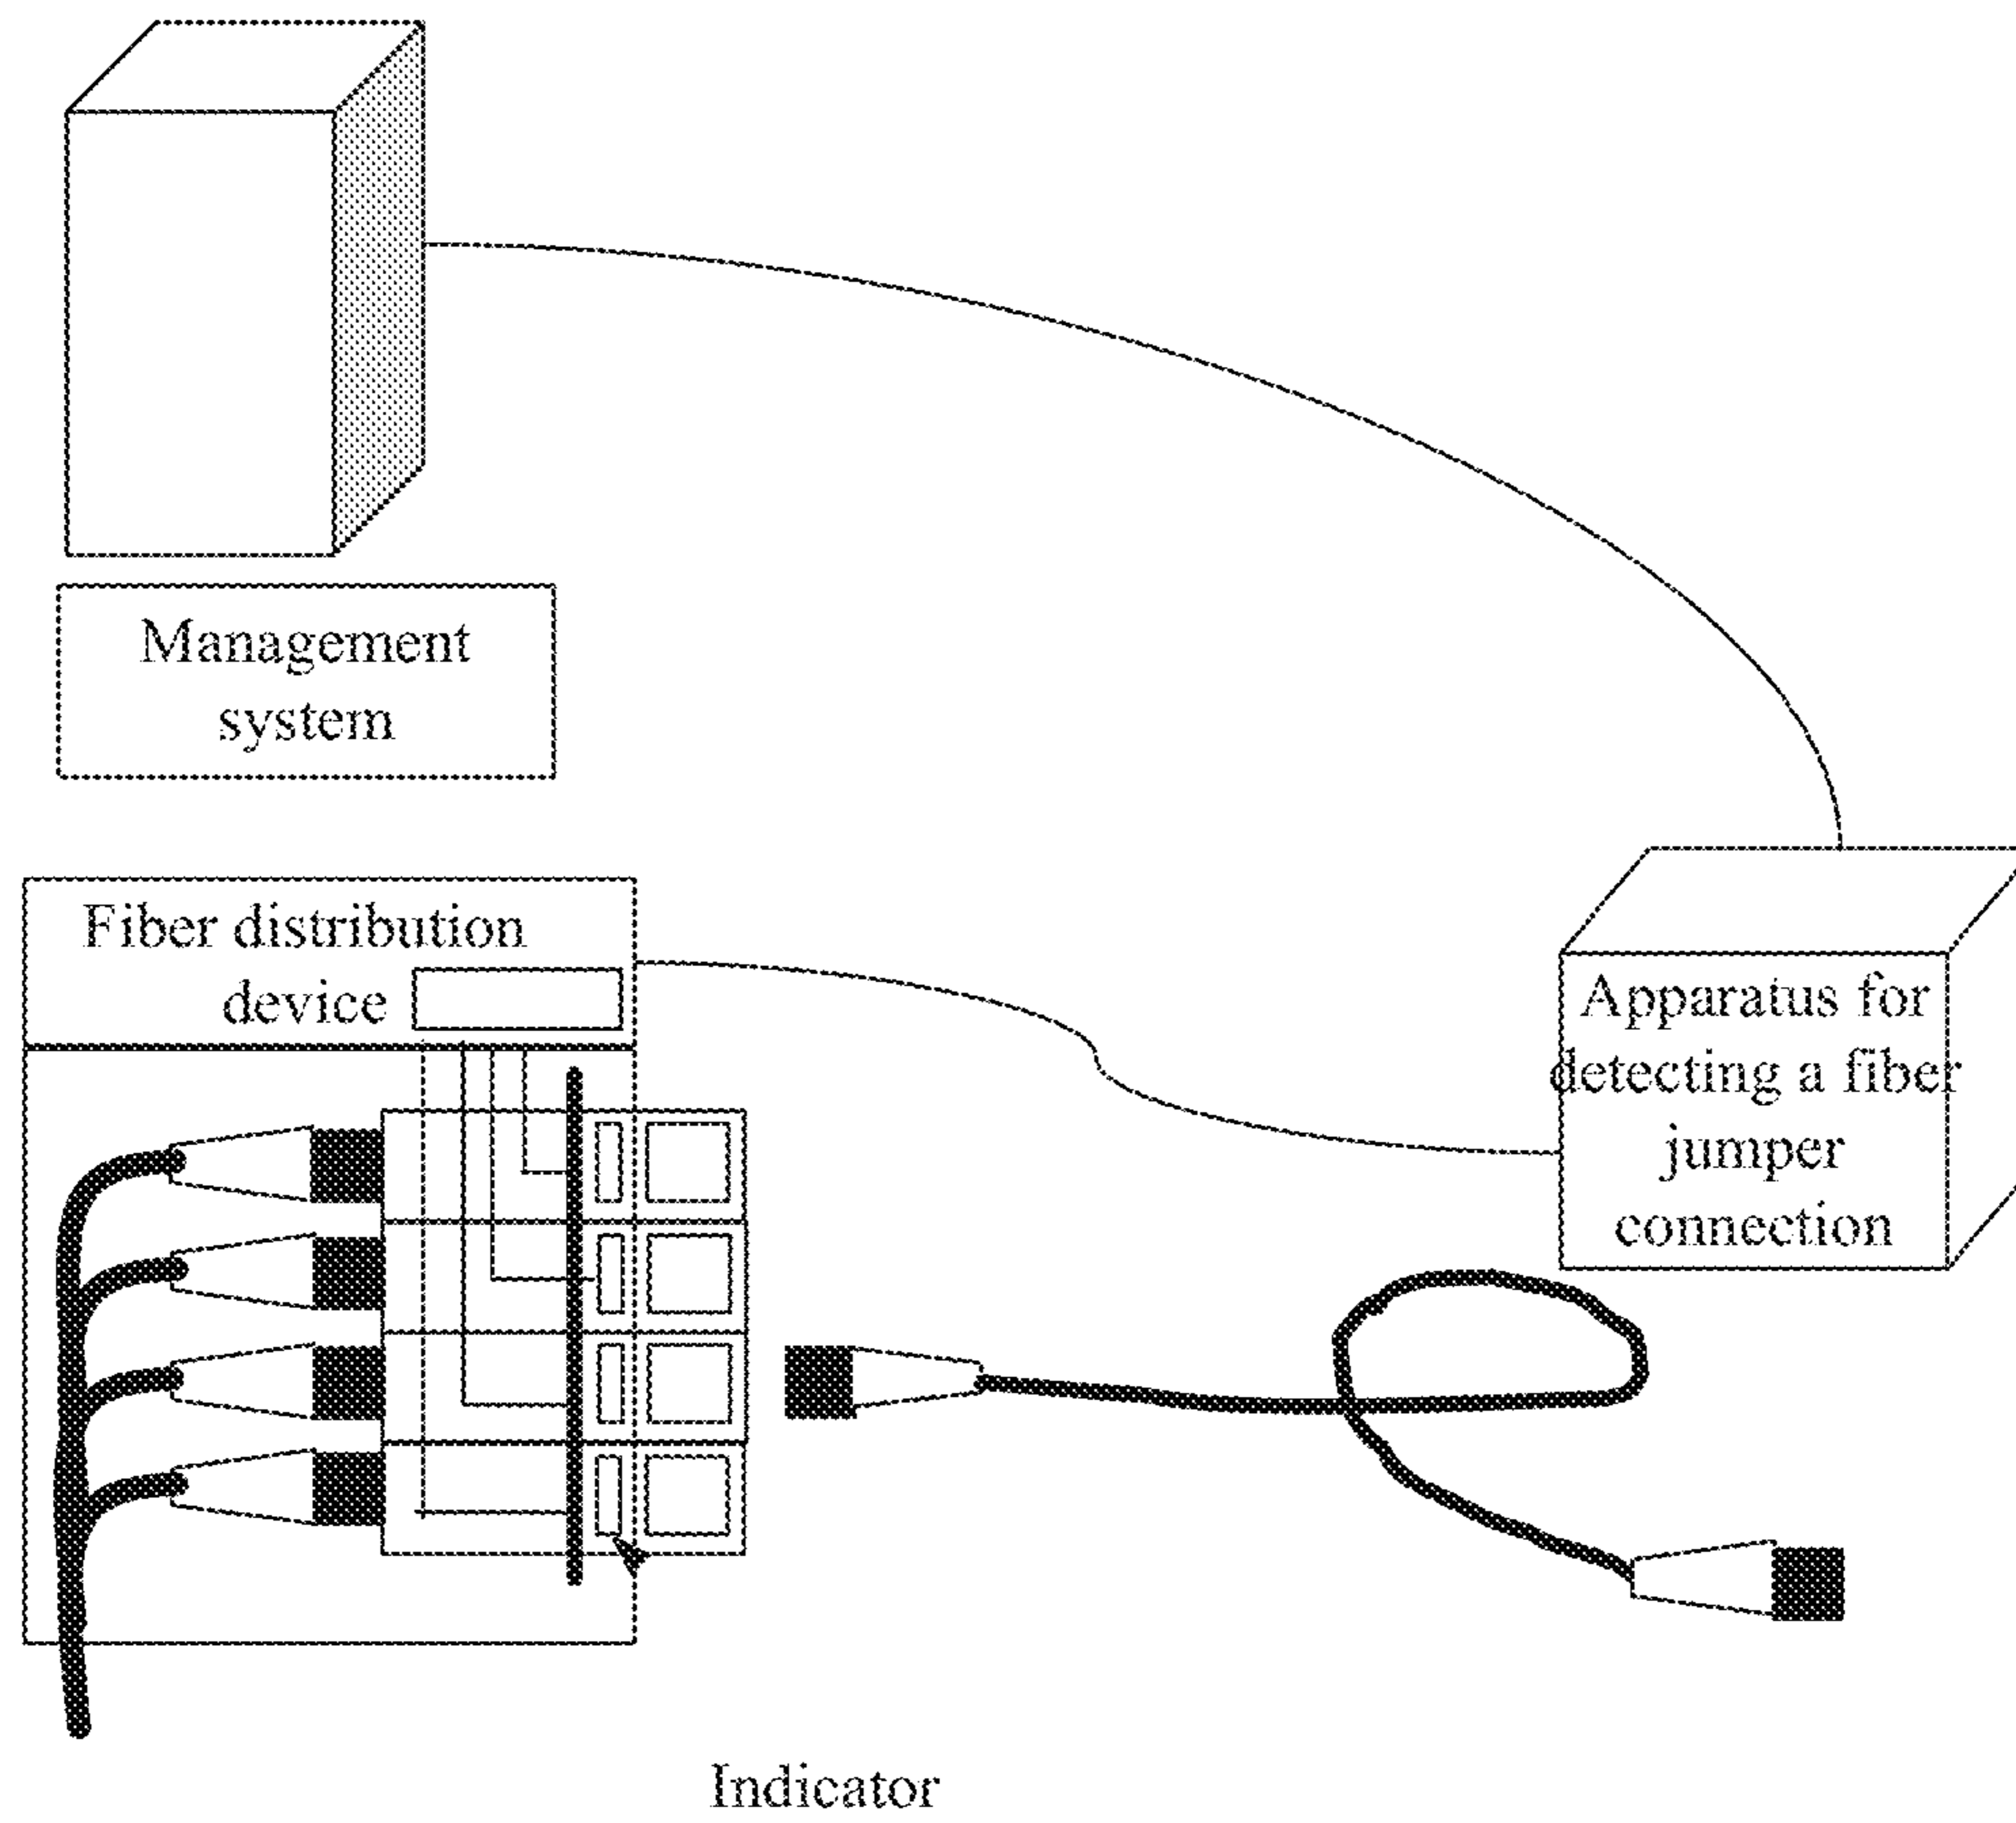 Management
system
Fiber distribution
device
Apparatus for
detecting a fiber
jumper
connection
Indicator